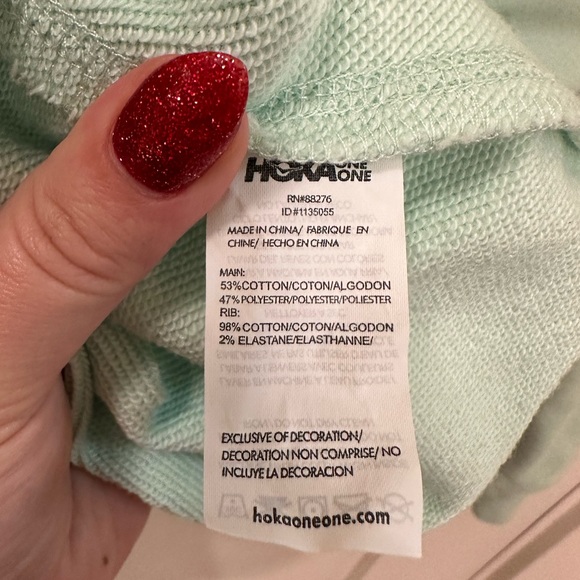 HOKA ONE ONE
RN#88276
ID#1135055
MADE IN CHINA/ FABRIQUE EN
CHINE/ HECHO EN CHINA
MAIN:
53%COTTON/COTON/ALGODON
47%POLYESTER/POLYESTER/POLIESTER
RIB:
98%COTTON/COTON/ALGODON
2% ELASTANE/ELASTHANNE/
EXCLUSIVE OF DECORATION/
DECORATION NON COMPRISE/ NO
INCLUYE LA DECORACION
hokaoneone.com